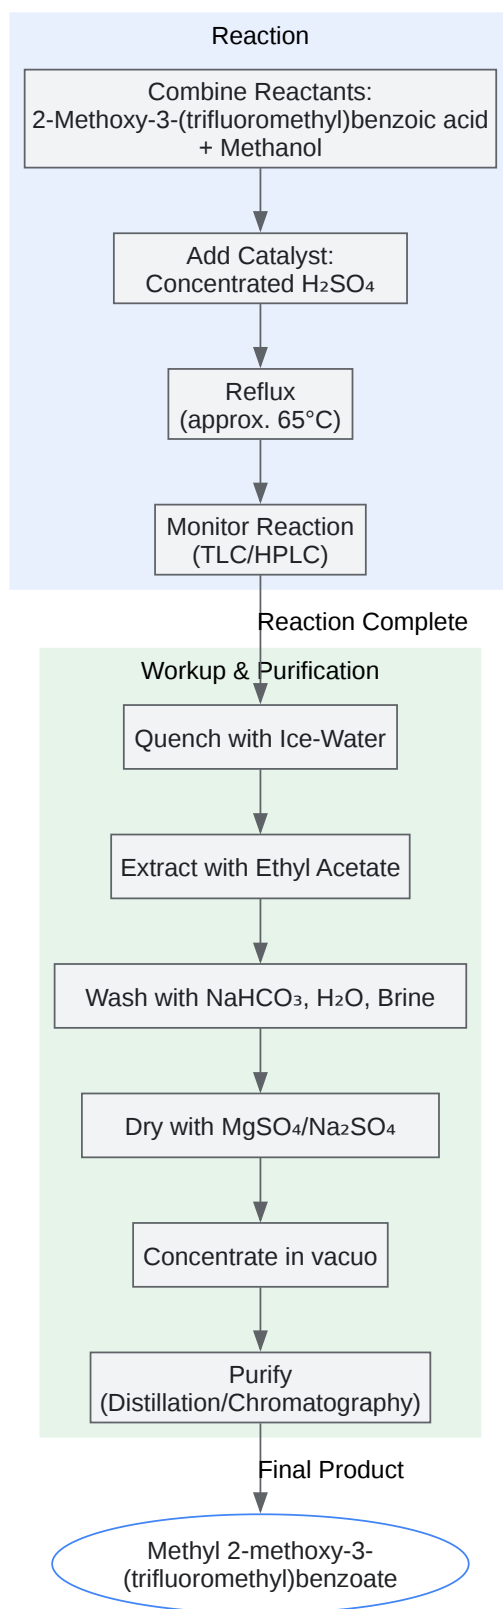 Reaction
Combine Reactants:
2-Methoxy-3-(trifluoromethyl)benzoic acid
+ Methanol
Add Catalyst:
Concentrated H₂SO₄
Reflux
(approx. 65°C)
Monitor Reaction
(TLC/HPLC)
Reaction Complete
Workup & Purification
Quench with Ice-Water
Extract with Ethyl Acetate
Wash with NaHCO₃, H₂O, Brine
Dry with MgSO₄/Na₂SO₄
Concentrate in vacuo
Purify
(Distillation/Chromatography)
Final Product
Methyl 2-methoxy-3-
(trifluoromethyl)benzoate